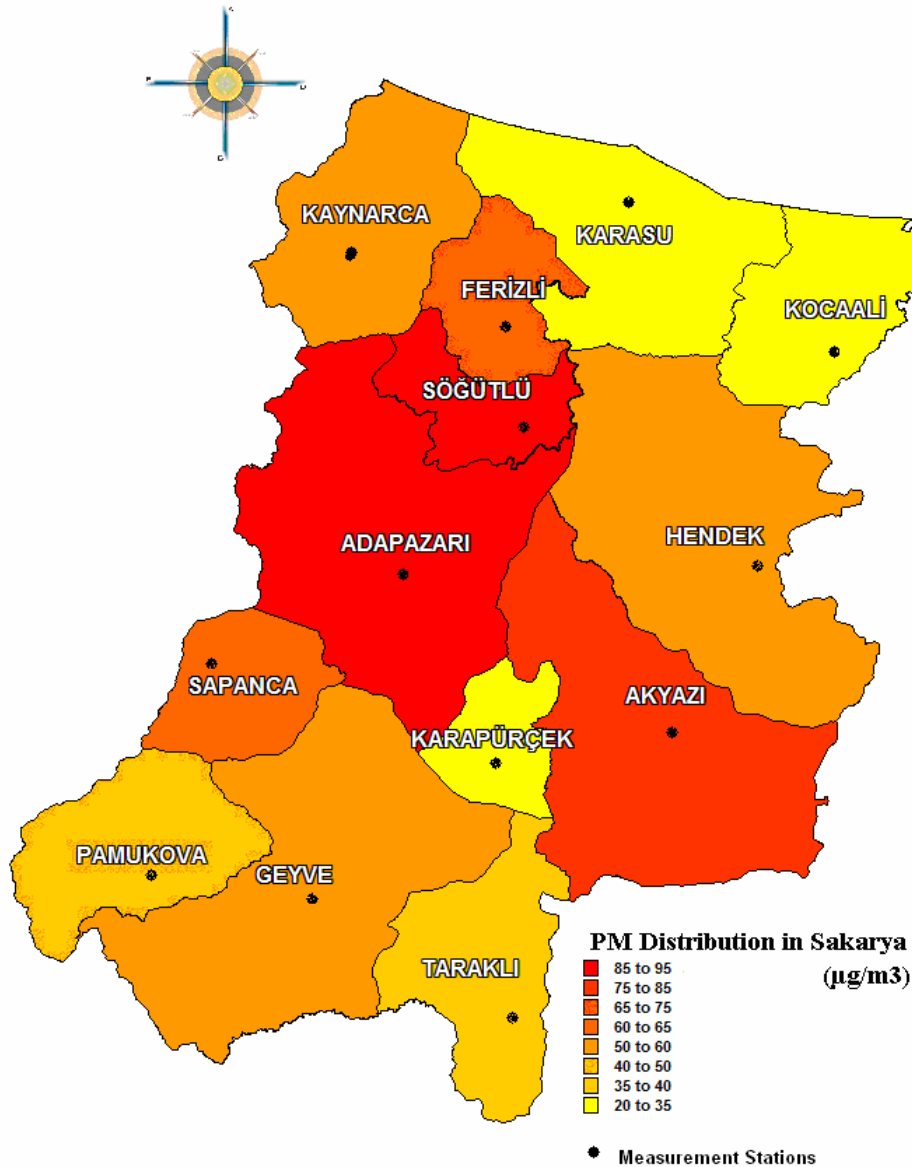 KAYNARCA
KARASU
FERİZLİ
KOCAALİ
SÖĞÜTLÜ
HENDEK
ADAPAZARI
SAPANCA
AKYAZI
KARAPÜRÇEK
PAMUKOVA
GEYVE
TARAKLI
PM Distribution in Sakarya
(µg/m3)
85 to 95
75 to 85
65 to 75
60 to 65
50 to 60
40 to 50
35 to 40
20 to 35
Measurement Stations